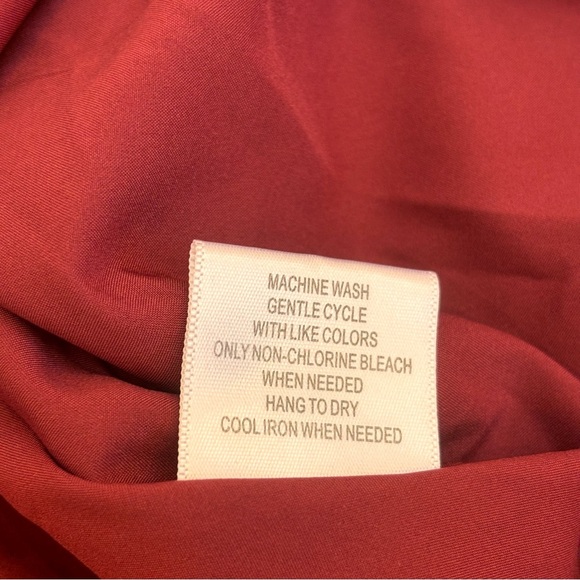 MACHINE WASH
GENTLE CYCLE
WITH LIKE COLORS
ONLY NON-CHLORINE BLEACH
WHEN NEEDED
HANG TO DRY
COOL IRON WHEN NEEDED